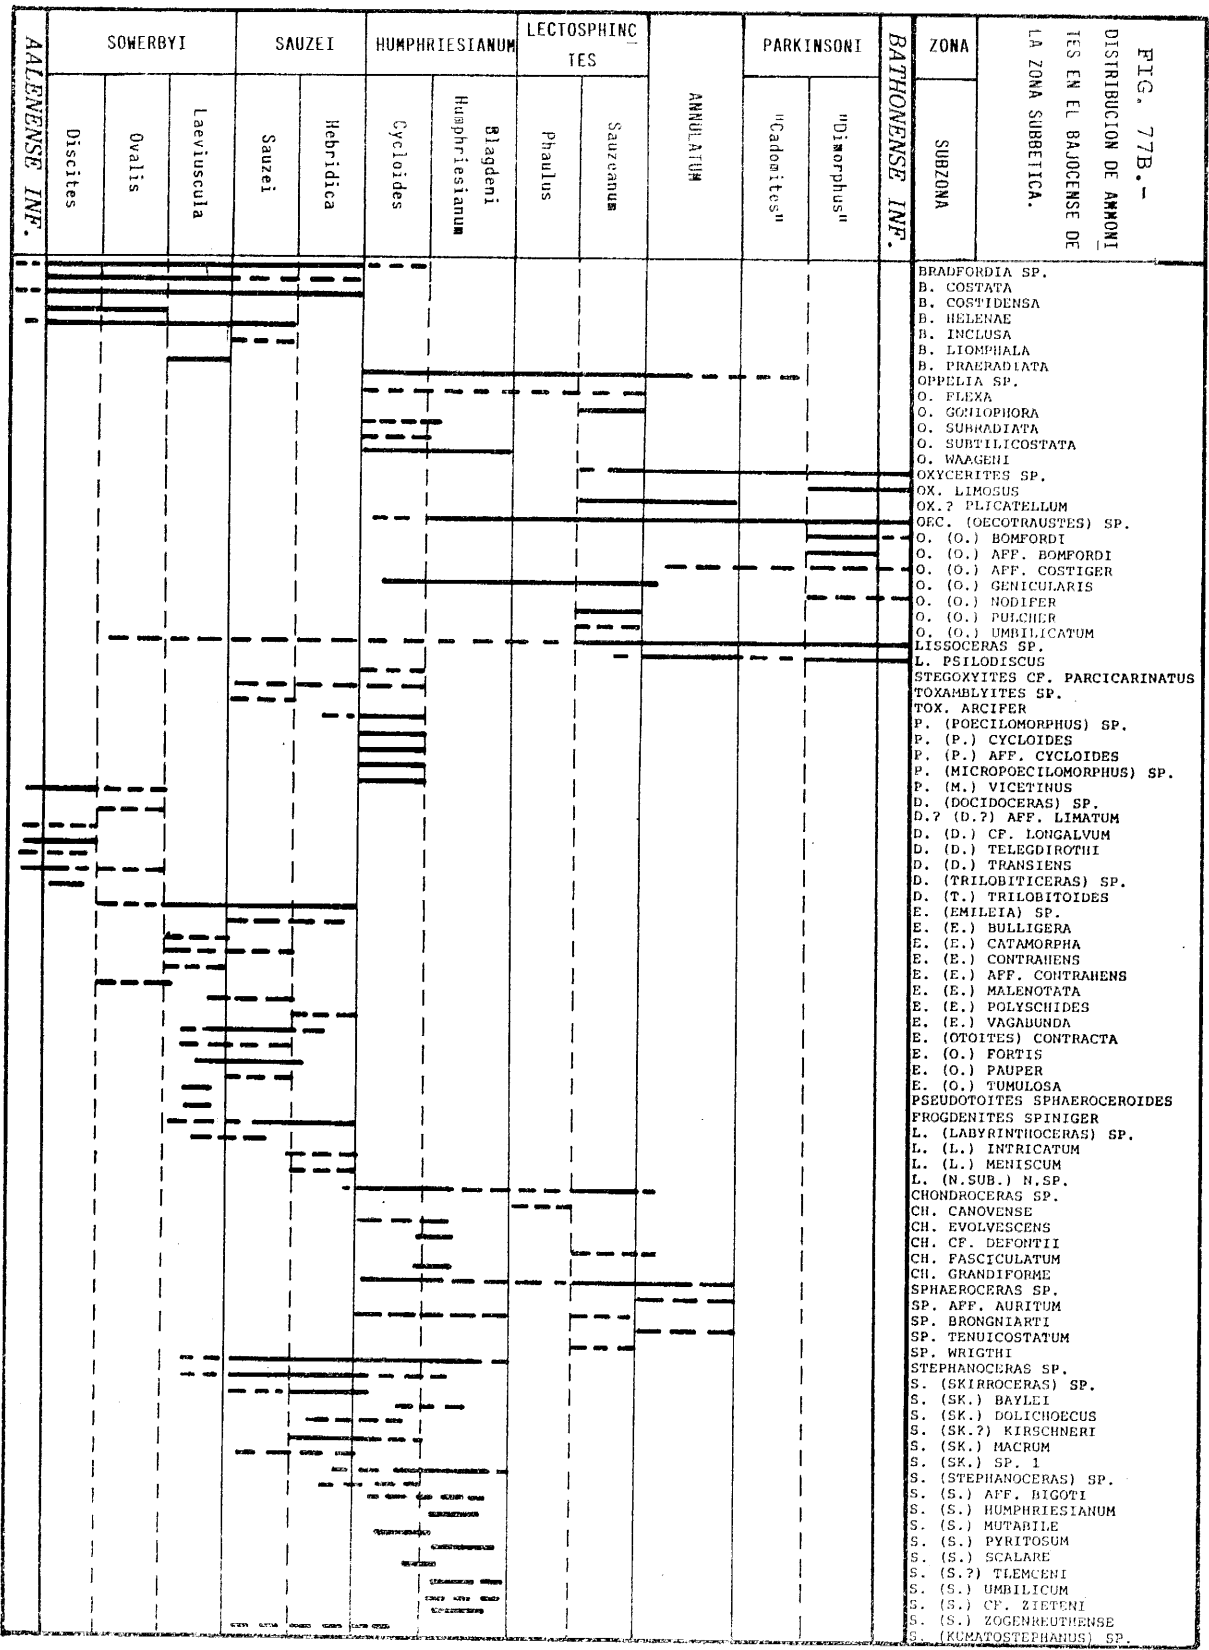 FIG. 77B.-
DISTRIBUCION DE AMMONI
TES EN EL BAJOCENSE DE
LA ZONA SUBBETICA.
ZONA
SUBZONA
AALENENSE INF.
SOWERBYI
SAUZEI
HUMPHRIESIANUM
LECTOSPHINC
TES
ANNULATUM
PARKINSONI
BATHONENSE INF.
Discites
Ovalis
Laeviuscula
Sauzei
Hebridica
Cycloides
Humphriesianum
Blagdeni
Phaulus
Sauzeanum
"Cadomites"
"Dimorphus"
BRADFORDIA SP.
B. COSTATA
B. COSTIDENSA
B. HELENAE
B. INCLUSA
B. LIOMPHALA
B. PRAERADIATA
OPPELIA SP.
O. FLEXA
O. GONIOPHORA
O. SUBRADIATA
O. SUBTILICOSTATA
O. WAAGENI
OXYCERITES SP.
OX. LIMOSUS
OX.? PLICATELLUM
OEC. (OECOTRAUSTES) SP.
O. (O.) BOMFORDI
O. (O.) AFF. BOMFORDI
O. (O.) AFF. COSTIGER
O. (O.) GENICULARIS
O. (O.) NODIFER
O. (O.) PULCHER
O. (O.) UMBILICATUM
LISSOCERAS SP.
L. PSILODISCUS
STEGOXYITES CF. PARCICARINATUS
TOXAMBLYITES SP.
TOX. ARCIFER
P. (POECILOMORPHUS) SP.
P. (P.) CYCLOIDES
P. (P.) AFF. CYCLOIDES
P. (MICROPOECILOMORPHUS) SP.
P. (M.) VICETINUS
D. (DOCIDOCERAS) SP.
D.? (D.?) AFF. LIMATUM
D. (D.) CF. LONGALVUM
D. (D.) TELEGDIROTHI
D. (D.) TRANSIENS
D. (TRILOBITICERAS) SP.
D. (T.) TRILOBITOIDES
E. (EMILEIA) SP.
E. (E.) BULLIGERA
E. (E.) CATAMORPHA
E. (E.) CONTRAHENS
E. (E.) AFF. CONTRAHENS
E. (E.) MALENOTATA
E. (E.) POLYSCHIDES
E. (E.) VAGABUNDA
E. (OTOITES) CONTRACTA
E. (O.) FORTIS
E. (O.) PAUPER
E. (O.) TUMULOSA
PSEUDOTOITES SPHAEROCEROIDES
FROGDENITES SPINIGER
L. (LABYRINTHOCERAS) SP.
L. (L.) INTRICATUM
L. (L.) MENISCUM
L. (N.SUB.) N.SP.
CHONDROCERAS SP.
CH. CANOVENSE
CH. EVOLVESCENS
CH. CF. DEFONTII
CH. FASCICULATUM
CH. GRANDIFORME
SPHAEROCERAS SP.
SP. AFF. AURITUM
SP. BRONGNIARTI
SP. TENUICOSTATUM
SP. WRIGTHI
STEPHANOCERAS SP.
S. (SKIRROCERAS) SP.
S. (SK.) BAYLEI
S. (SK.) DOLICHOECUS
S. (SK.?) KIRSCHNERI
S. (SK.) MACRUM
S. (SK.) SP. 1
S. (STEPHANOCERAS) SP.
S. (S.) AFF. BIGOTI
S. (S.) HUMPHRIESIANUM
S. (S.) MUTABILE
S. (S.) PYRITOSUM
S. (S.) SCALARE
S. (S.?) TLEMCENI
S. (S.) UMBILICUM
S. (S.) CF. ZIETENI
S. (S.) ZOGENREUTHENSE
S. (KUMATOSTEPHANUS) SP.